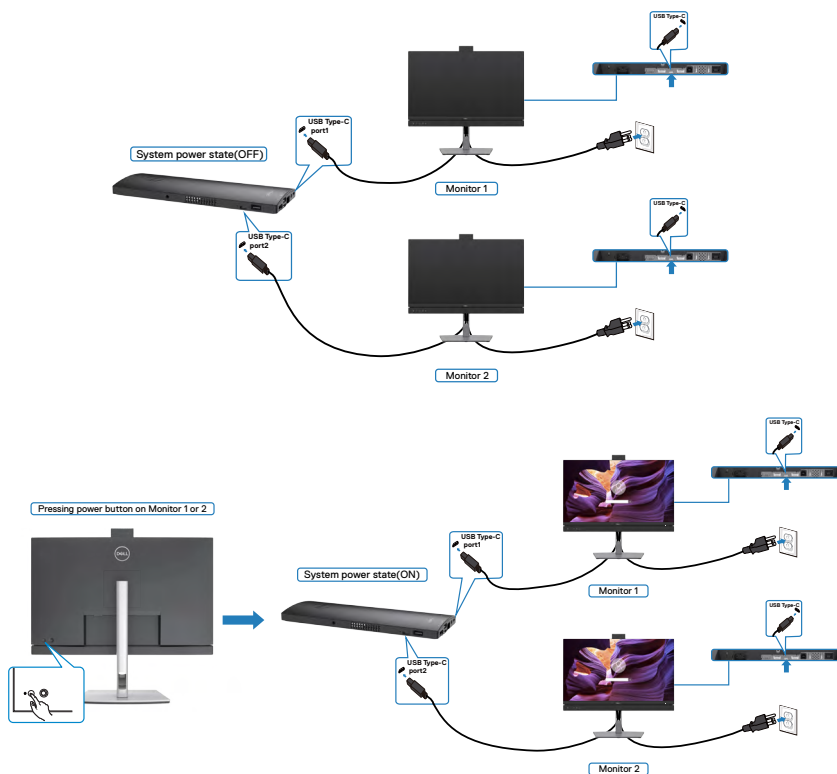 USB Type-C
USB Type-C
port1
System power state(OFF)
Monitor 1
USB Type-C
USB Type-C
port2
Monitor 2
USB Type-C
Pressing power button on Monitor 1 or 2
USB Type-C
port1
DELL
System power state(ON)
Monitor 1
USB Type-C
USB Type-C
port2
Monitor 2